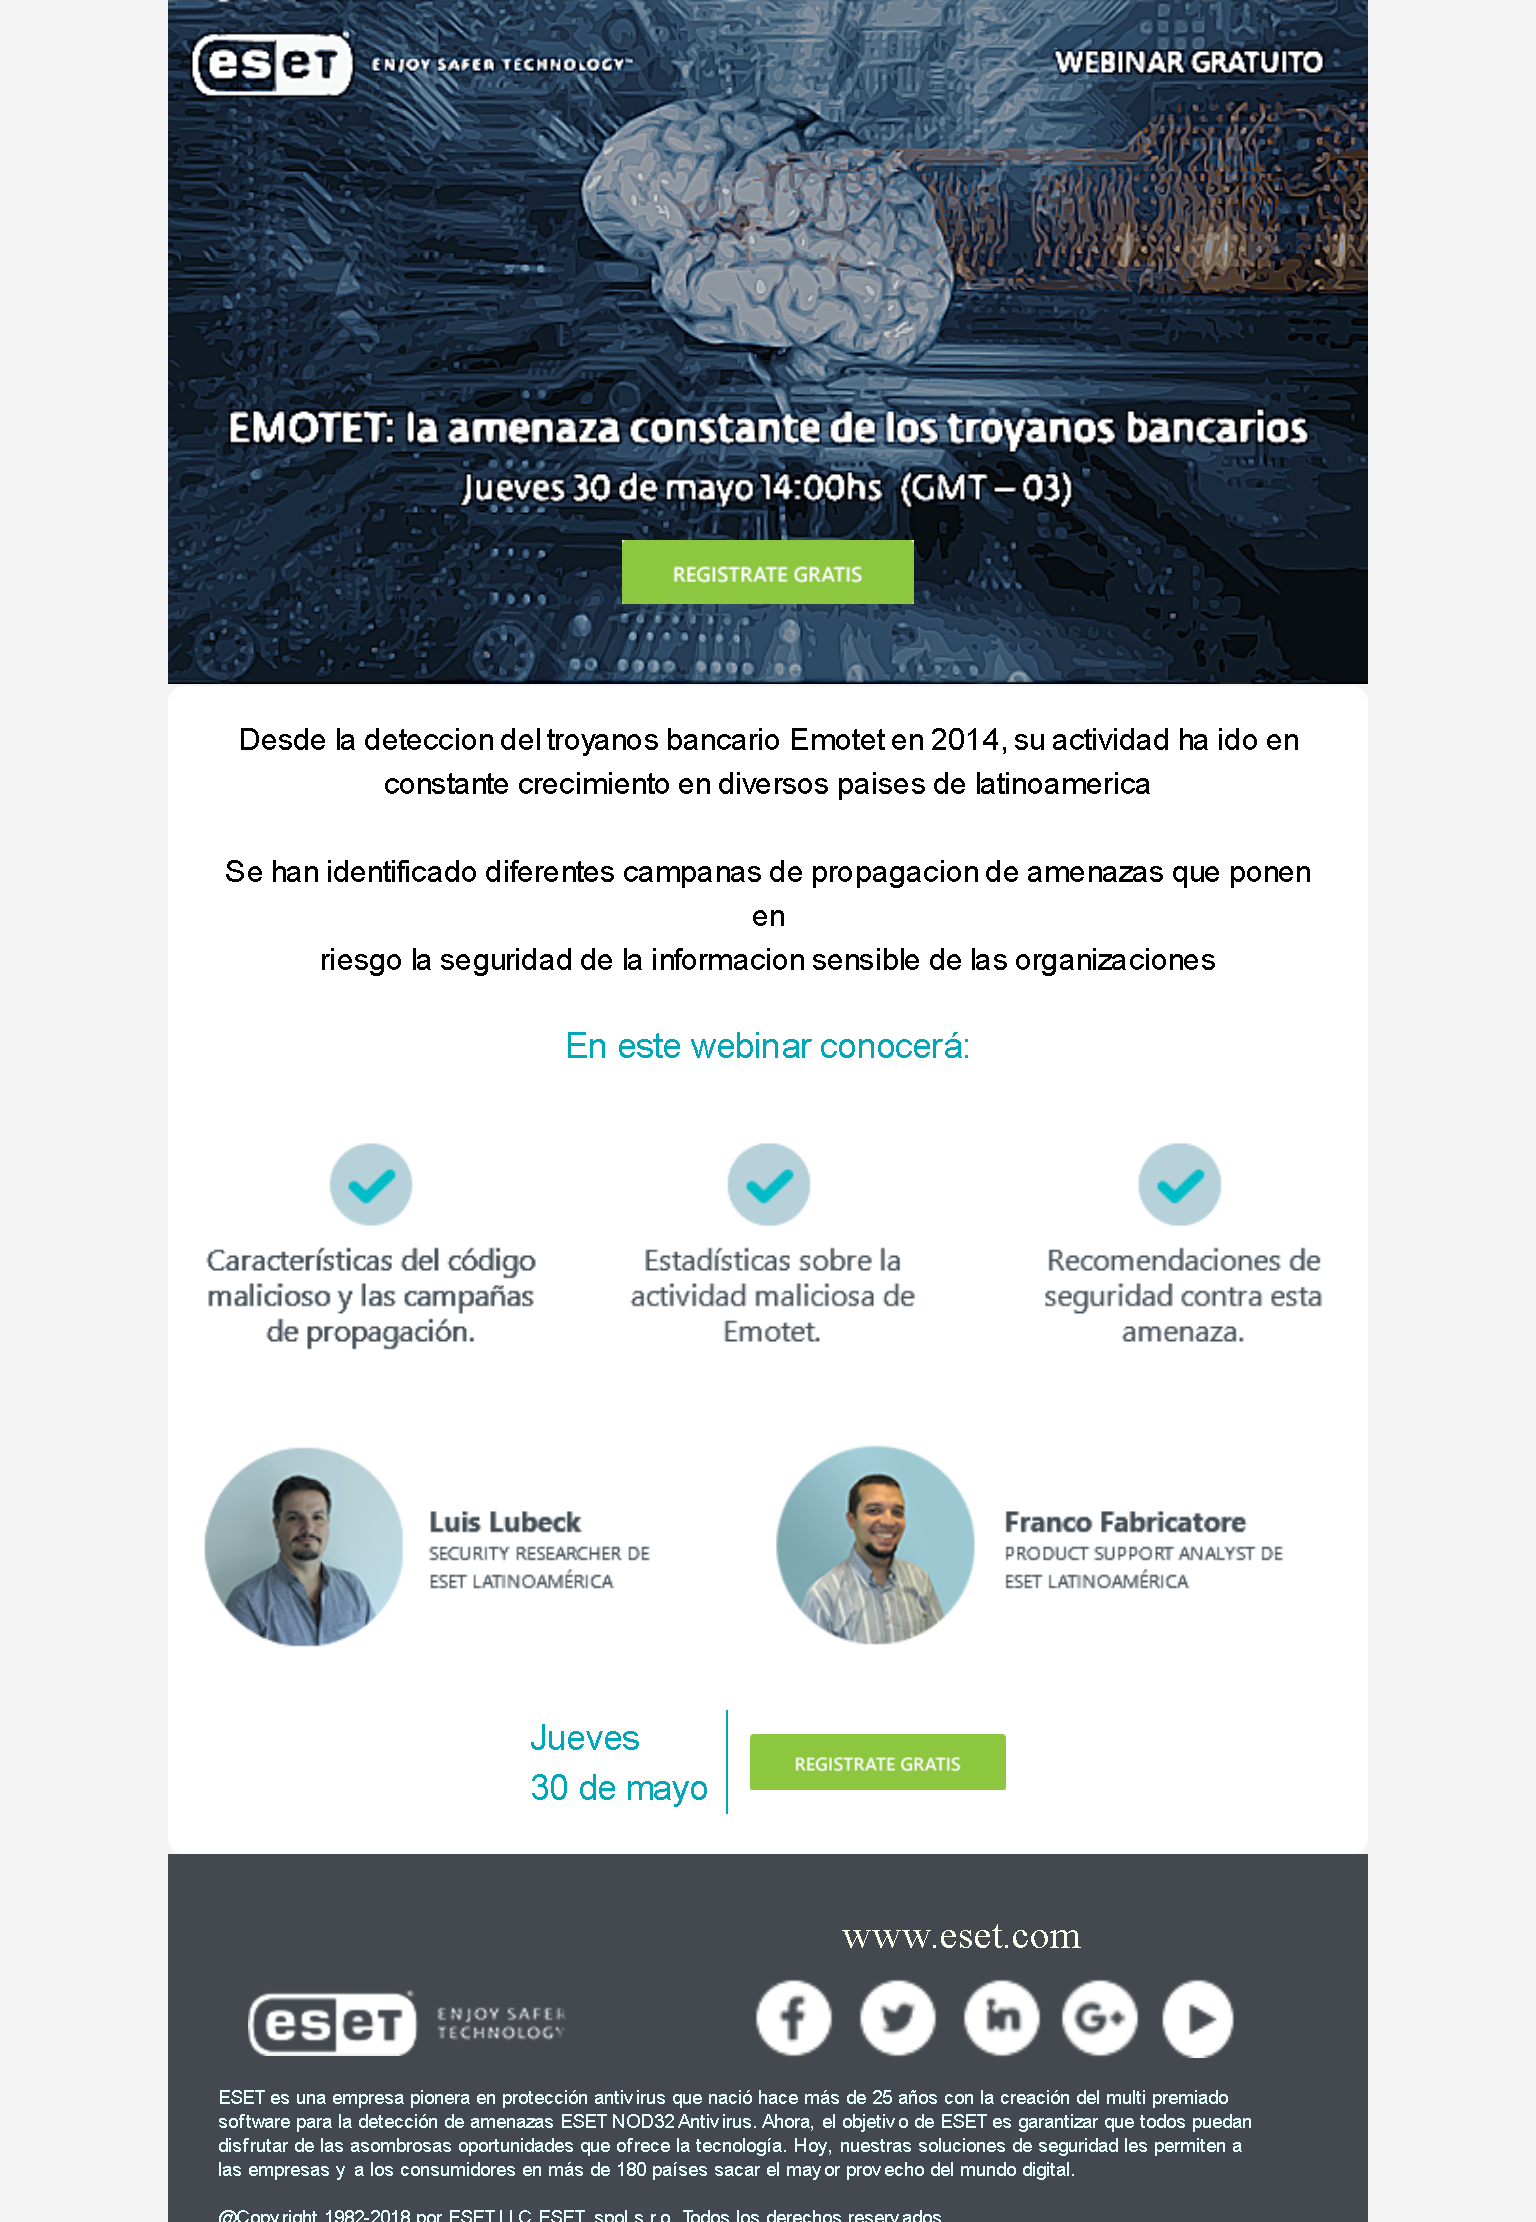 eset ENJOY SAFER TECHNOLOGY™
WEBINAR GRATUITO
EMOTET: la amenaza constante de los troyanos bancarios
Jueves 30 de mayo 14:00hs (GMT – 03)
REGISTRATE GRATIS
Desde la deteccion del troyanos bancario Emotet en 2014, su actividad ha ido en
constante crecimiento en diversos paises de latinoamerica
Se han identificado diferentes campanas de propagacion de amenazas que ponen
en
riesgo la seguridad de la informacion sensible de las organizaciones
En este webinar conocerá:
Características del código
malicioso y las campañas
de propagación.
Estadísticas sobre la
actividad maliciosa de
Emotet.
Recomendaciones de
seguridad contra esta
amenaza.
Luis Lubeck
SECURITY RESEARCHER DE
ESET LATINOAMÉRICA
Franco Fabricatore
PRODUCT SUPPORT ANALYST DE
ESET LATINOAMÉRICA
Jueves
30 de mayo
REGISTRATE GRATIS
www.eset.com
eset ENJOY SAFER
TECHNOLOGY
ESET es una empresa pionera en protección antivirus que nació hace más de 25 años con la creación del multi premiado
software para la detección de amenazas ESET NOD32 Antivirus. Ahora, el objetivo de ESET es garantizar que todos puedan
disfrutar de las asombrosas oportunidades que ofrece la tecnología. Hoy, nuestras soluciones de seguridad les permiten a
las empresas y a los consumidores en más de 180 países sacar el mayor provecho del mundo digital.
@Copyright 1982-2018 por ESET LLC ESET, spol s.r.o. Todos los derechos reservados